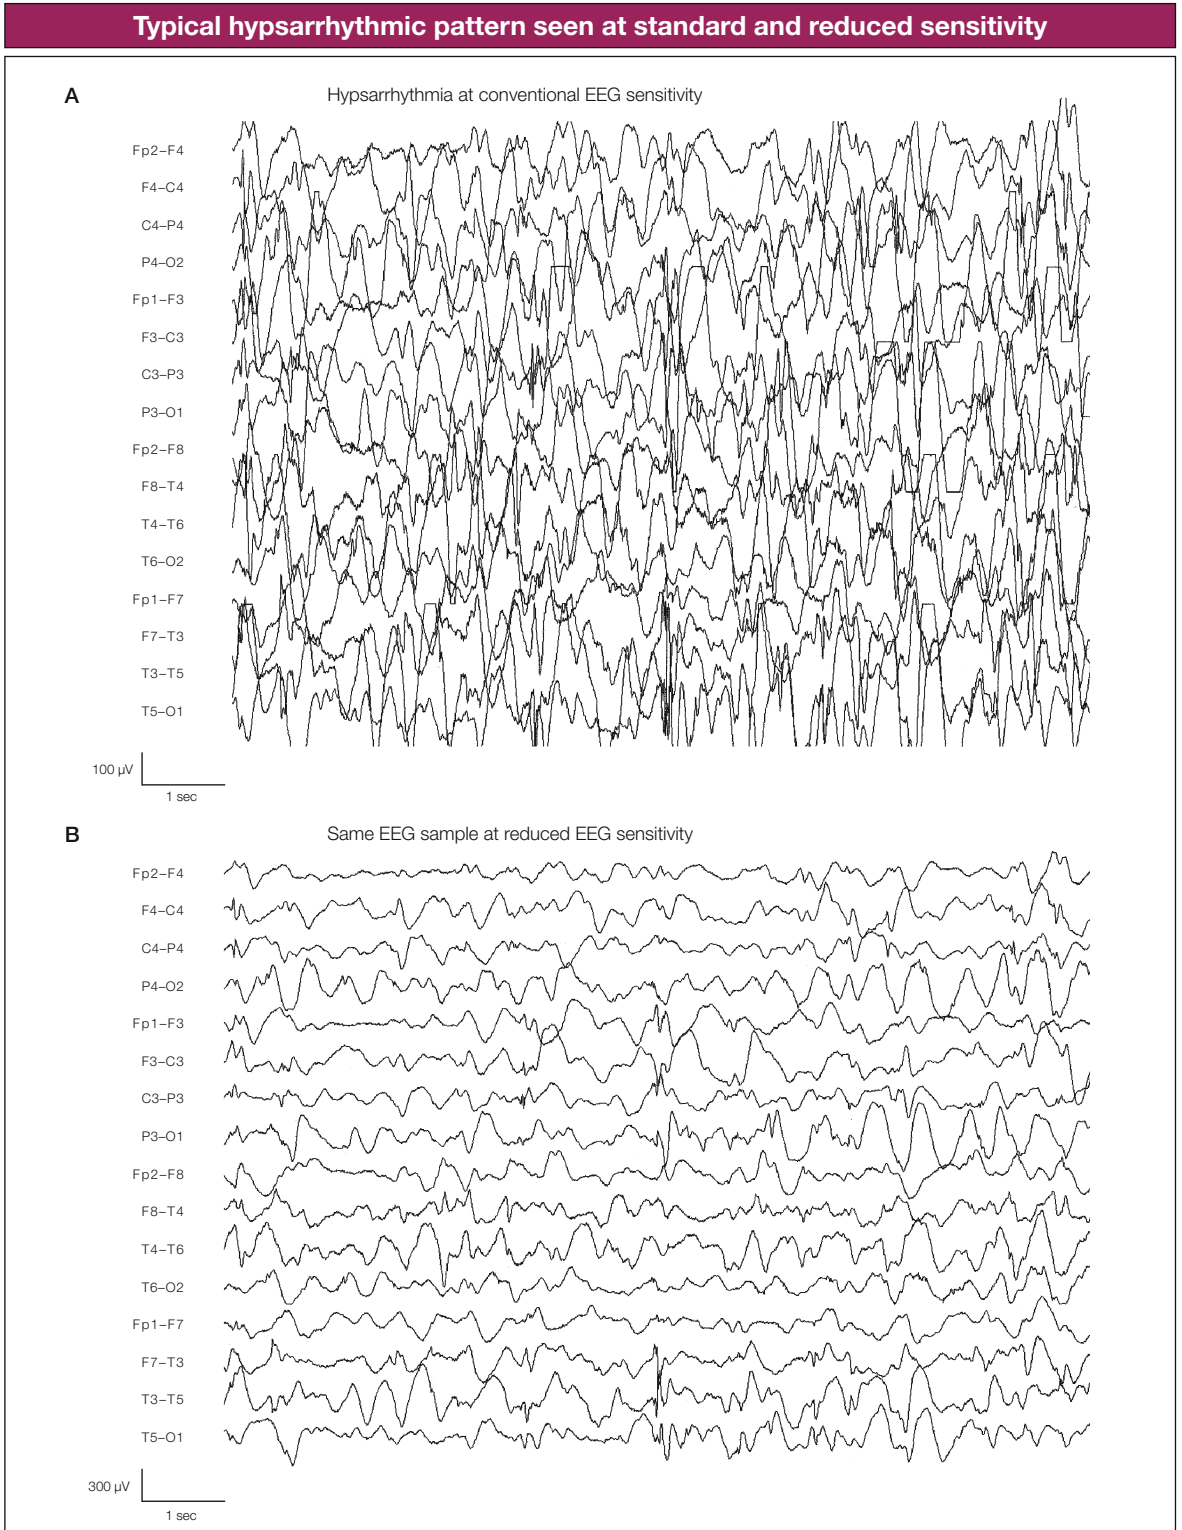 Typical hypsarrhythmic pattern seen at standard and reduced sensitivity
A
Hypsarrhythmia at conventional EEG sensitivity
Fp2–F4
F4–C4
C4–P4
P4–O2
Fp1–F3
F3–C3
C3–P3
P3–O1
Fp2–F8
F8–T4
T4–T6
T6–O2
Fp1–F7
F7–T3
T3–T5
T5–O1
100 µV
1 sec
B
Same EEG sample at reduced EEG sensitivity
Fp2–F4
F4–C4
C4–P4
P4–O2
Fp1–F3
F3–C3
C3–P3
P3–O1
Fp2–F8
F8–T4
T4–T6
T6–O2
Fp1–F7
F7–T3
T3–T5
T5–O1
300 µV
1 sec